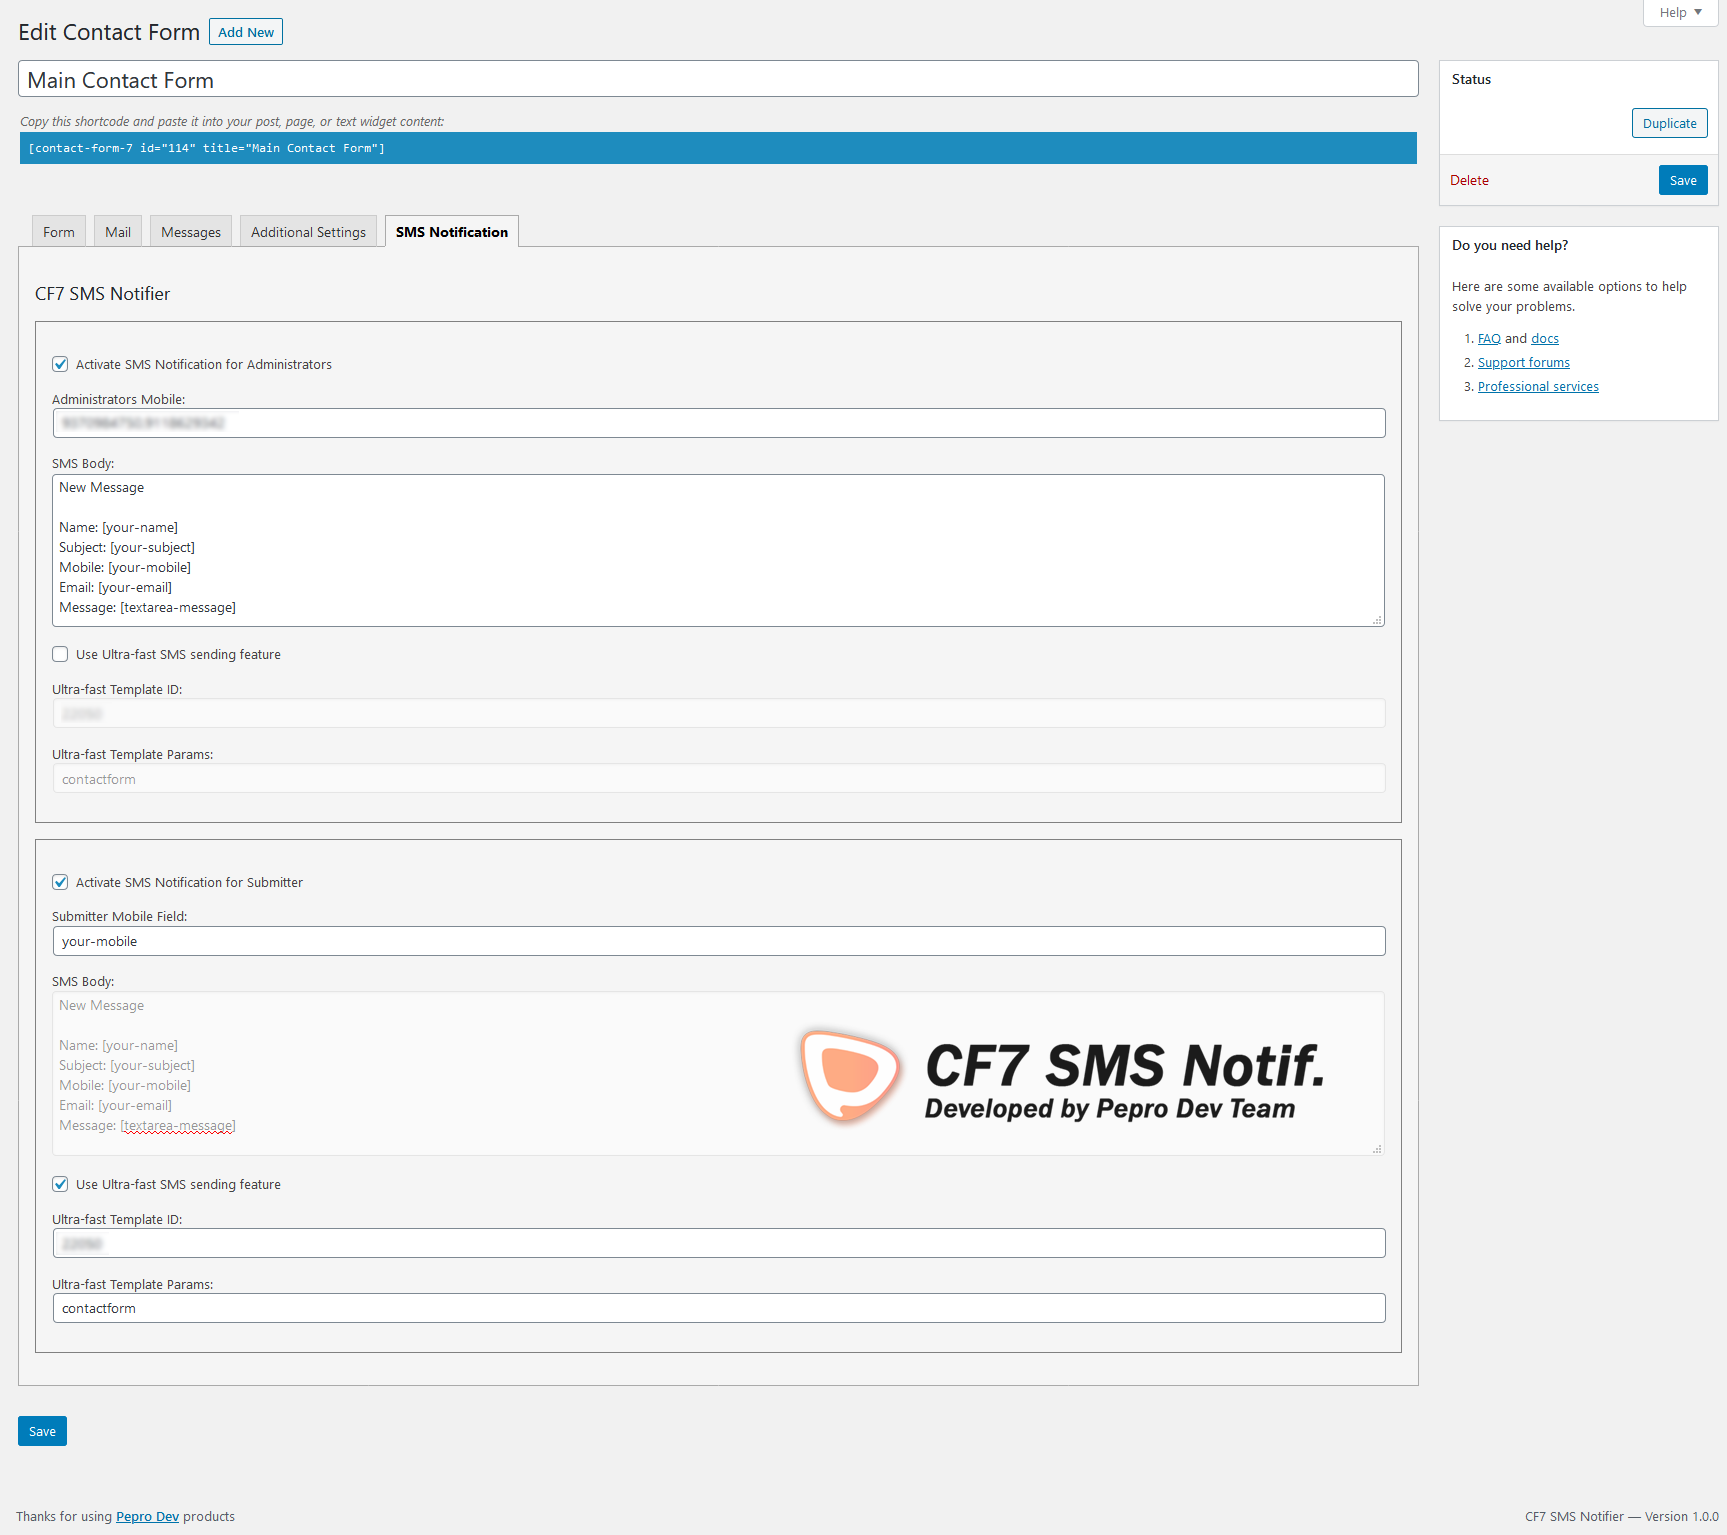 Help
Edit Contact Form Add New
Main Contact Form
Copy this shortcode and paste it into your post, page, or text widget content:
[contact-form-7 id="114" title="Main Contact Form"]
Status
Duplicate
Delete Save
Do you need help?
Here are some available options to help
solve your problems.
1. FAQ and docs
2. Support forums
3. Professional services
Form Mail Messages Additional Settings SMS Notification
CF7 SMS Notifier
Activate SMS Notification for Administrators
Administrators Mobile:
SMS Body:
New Message
Name: [your-name]
Subject: [your-subject]
Mobile: [your-mobile]
Email: [your-email]
Message: [textarea-message]
Use Ultra-fast SMS sending feature
Ultra-fast Template ID:
Ultra-fast Template Params:
contactform
Activate SMS Notification for Submitter
Submitter Mobile Field:
your-mobile
SMS Body:
New Message
Name: [your-name]
Subject: [your-subject]
Mobile: [your-mobile]
Email: [your-email]
Message: [textarea-message]
CF7 SMS Notif.
Developed by Pepro Dev Team
Use Ultra-fast SMS sending feature
Ultra-fast Template ID:
Ultra-fast Template Params:
contactform
Save
Thanks for using Pepro Dev products
CF7 SMS Notifier — Version 1.0.0